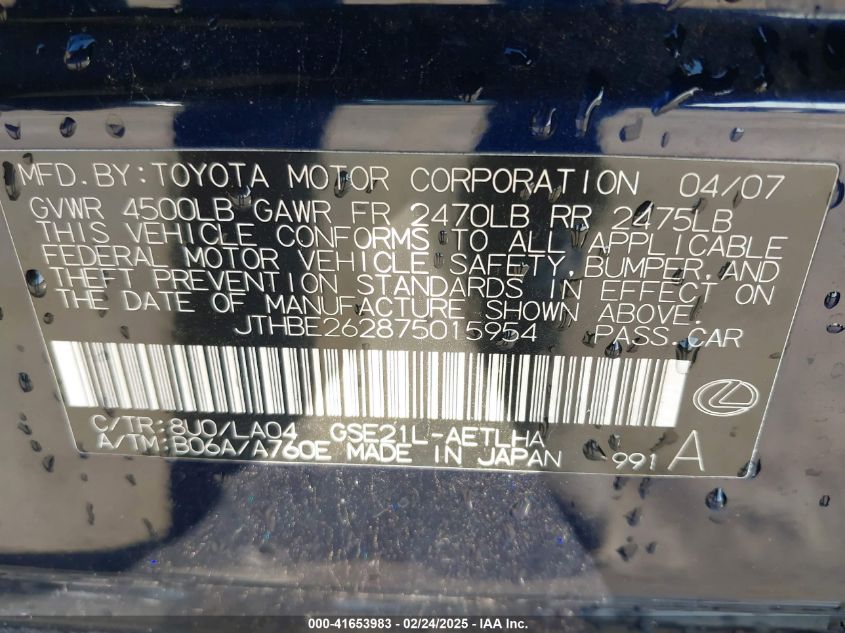 MFD.BY:TOYOTA MOTOR CORPORATION 04/07
GVWR 4500LB GAWR FR 2470LB RR 2475LB
THIS VEHICLE CONFORMS TO ALL APPLICABLE
FEDERAL MOTOR VEHICLE SAFETY,BUMPER,AND
THEFT PREVENTION STANDARDS IN EFFECT ON
THE DATE OF MANUFACTURE SHOWN ABOVE.
JTHBE262875015954 PASS.CAR
C/TR:8U0/LA04 GSE21L-AETLHA
A/TM:B06A/A760E MADE IN JAPAN 991 A
000-41653983 / 02/24/2025 / © IAA Inc.